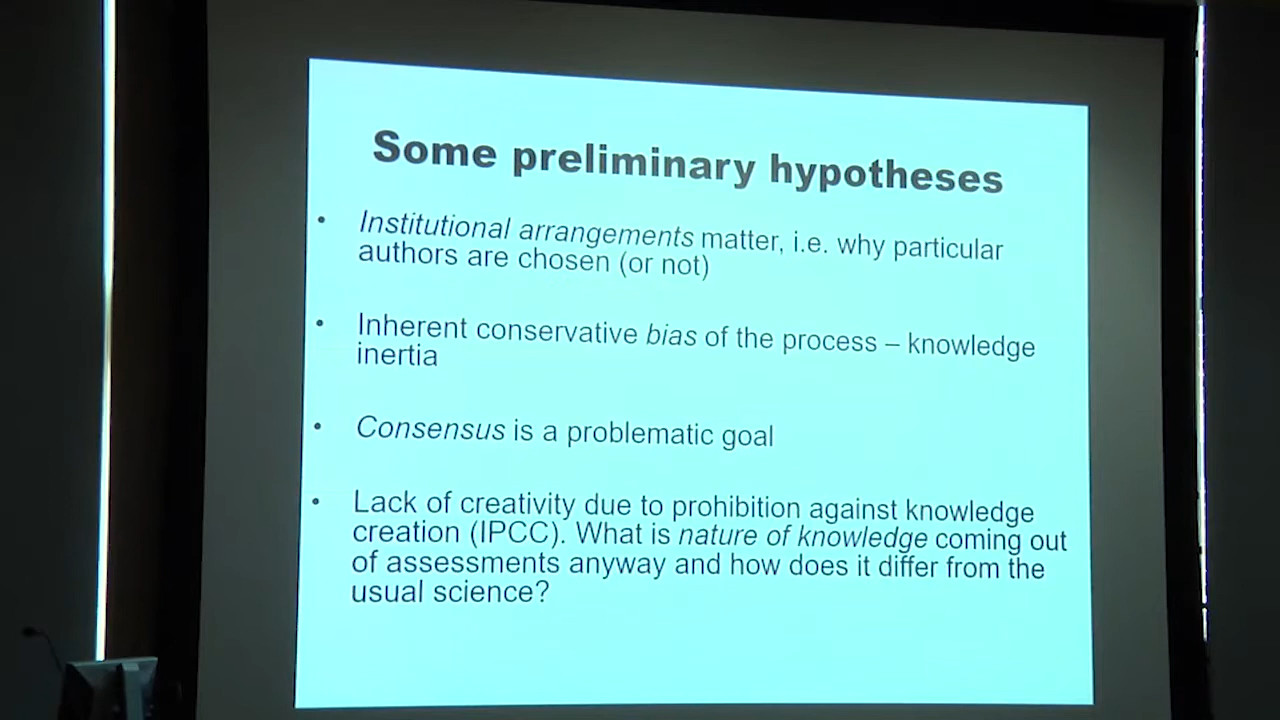 Some preliminary hypotheses
• Institutional arrangements matter, i.e. why particular
authors are chosen (or not)
• Inherent conservative bias of the process – knowledge
inertia
• Consensus is a problematic goal
• Lack of creativity due to prohibition against knowledge
creation (IPCC). What is nature of knowledge coming out
of assessments anyway and how does it differ from the
usual science?